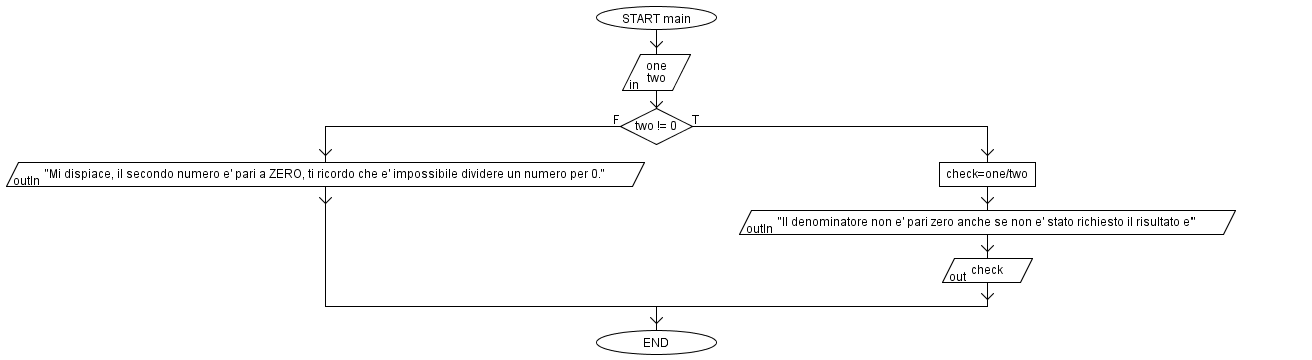 START main
one
two
in
F
two != 0
T
"Mi dispiace, il secondo numero e' pari a ZERO, ti ricordo che e' impossibile dividere un numero per 0."
outln
check=one/two
"Il denominatore non e' pari zero anche se non e' stato richiesto il risultato e'"
outln
check
out
END